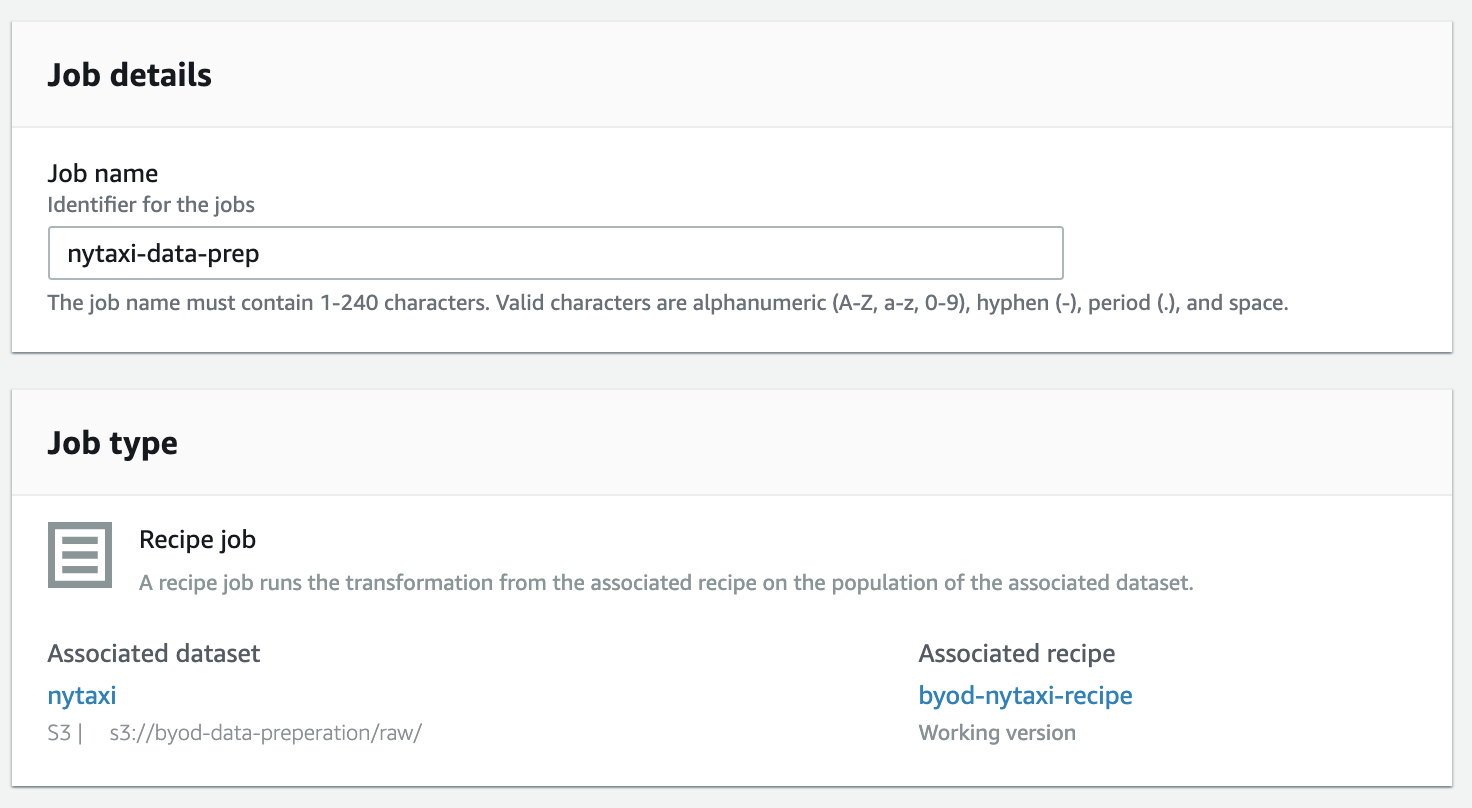 Job details
Job name
Identifier for the jobs
nytaxi-data-prep
The job name must contain 1-240 characters. Valid characters are alphanumeric (A-Z, a-z, 0-9), hyphen (-), period (.), and space.
Job type
Recipe job
A recipe job runs the transformation from the associated recipe on the population of the associated dataset.
Associated dataset
nytaxi
S3 | s3://byod-data-preperation/raw/
Associated recipe
byod-nytaxi-recipe
Working version